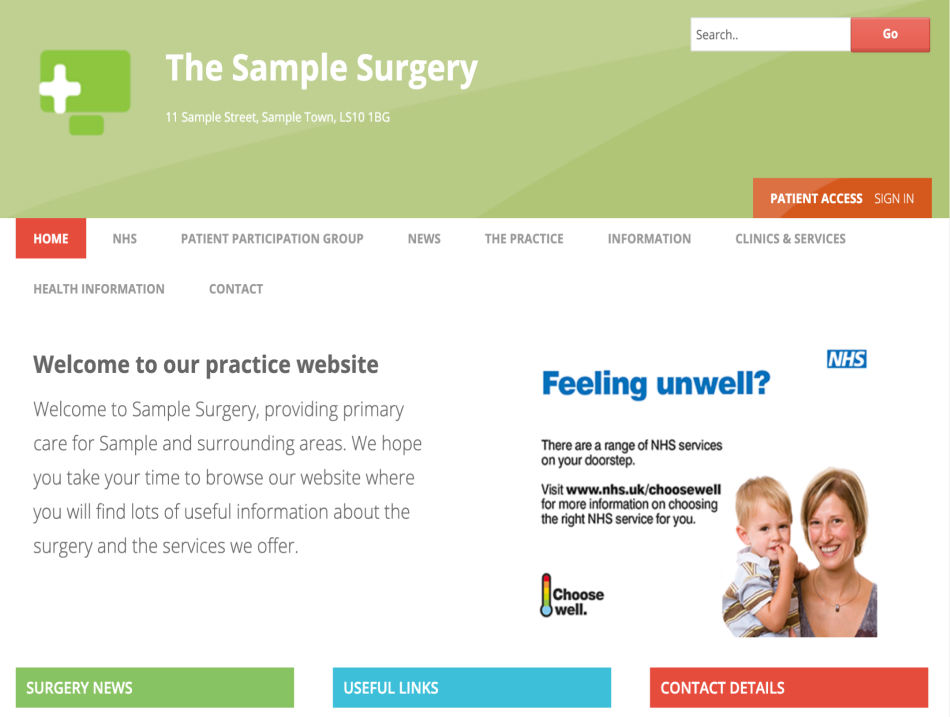 The Sample Surgery
11 Sample Street, Sample Town, LS10 1BG
Search..
Go
PATIENT ACCESS SIGN IN
HOME NHS PATIENT PARTICIPATION GROUP NEWS THE PRACTICE INFORMATION CLINICS & SERVICES
HEALTH INFORMATION CONTACT
Welcome to our practice website
Welcome to Sample Surgery, providing primary
care for Sample and surrounding areas. We hope
you take your time to browse our website where
you will find lots of useful information about the
surgery and the services we offer.
NHS
Feeling unwell?
There are a range of NHS services
on your doorstep.
Visit www.nhs.uk/choosewell
for more information on choosing
the right NHS service for you.
Choose
well.
SURGERY NEWS
USEFUL LINKS
CONTACT DETAILS